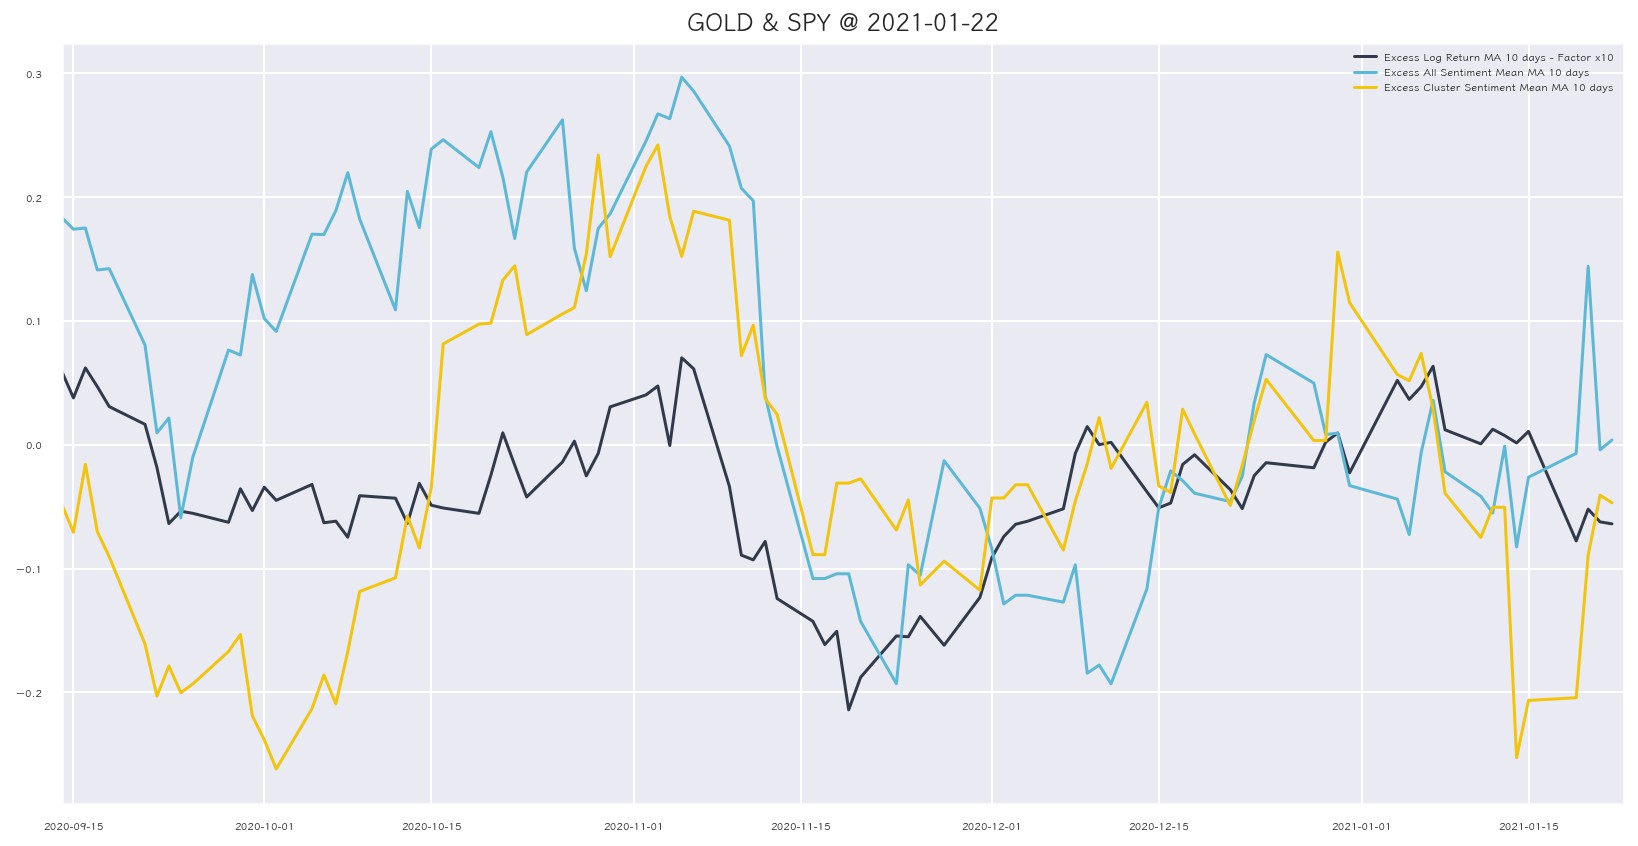 GOLD & SPY @ 2021-01-22
Excess Log Return MA 10 days - Factor x10
Excess All Sentiment Mean MA 10 days
Excess Cluster Sentiment Mean MA 10 days
0.3
0.2
0.1
0.0
−0.1
−0.2
2020-09-15 2020-10-01 2020-10-15 2020-11-01 2020-11-15 2020-12-01 2020-12-15 2021-01-01 2021-01-15